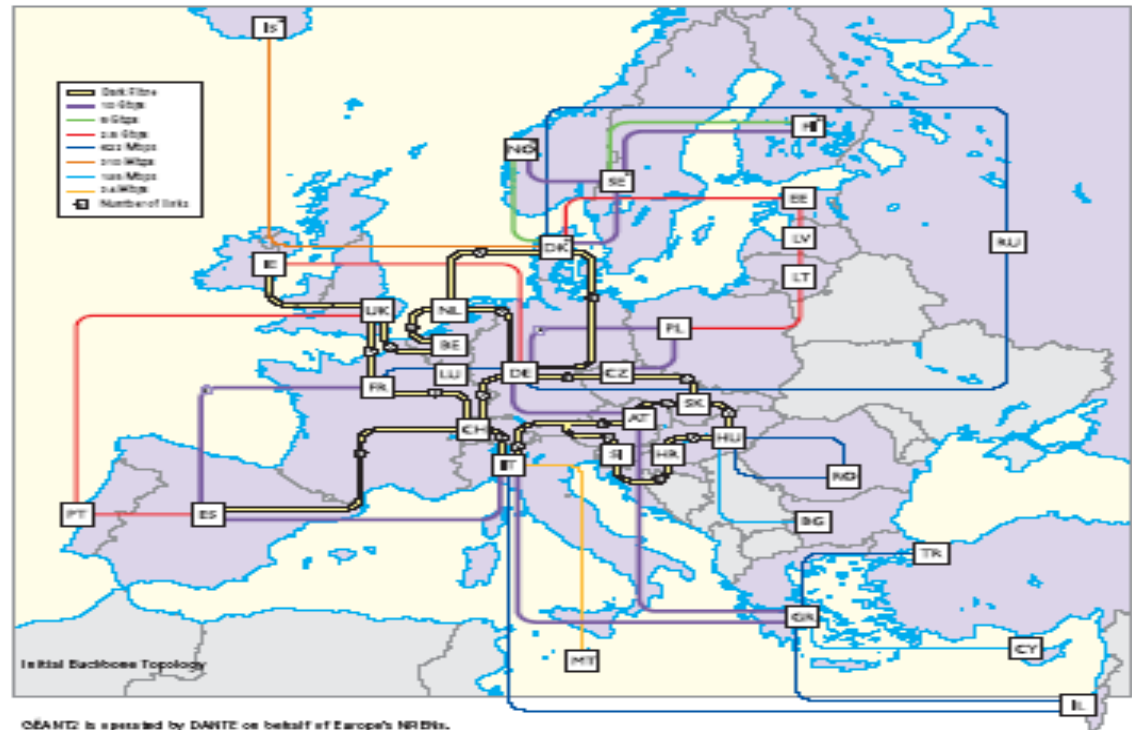 IS
Dark Fibre
10 Gbps
5 Gbps
2.5 Gbps
622 Mbps
310 Mbps
155 Mbps
34 Mbps
Number of links
FI
NO
SE
EE
DK
LV
RU
IE
LT
UK
NL
PL
BE
LU
DE
CZ
FR
SK
AT
CH
HU
IT
SI
HR
RO
PT
ES
BG
TR
GR
CY
MT
Initial Backbone Topology
IL
GÉANT2 is operated by DANTE on behalf of Europe's NRENs.